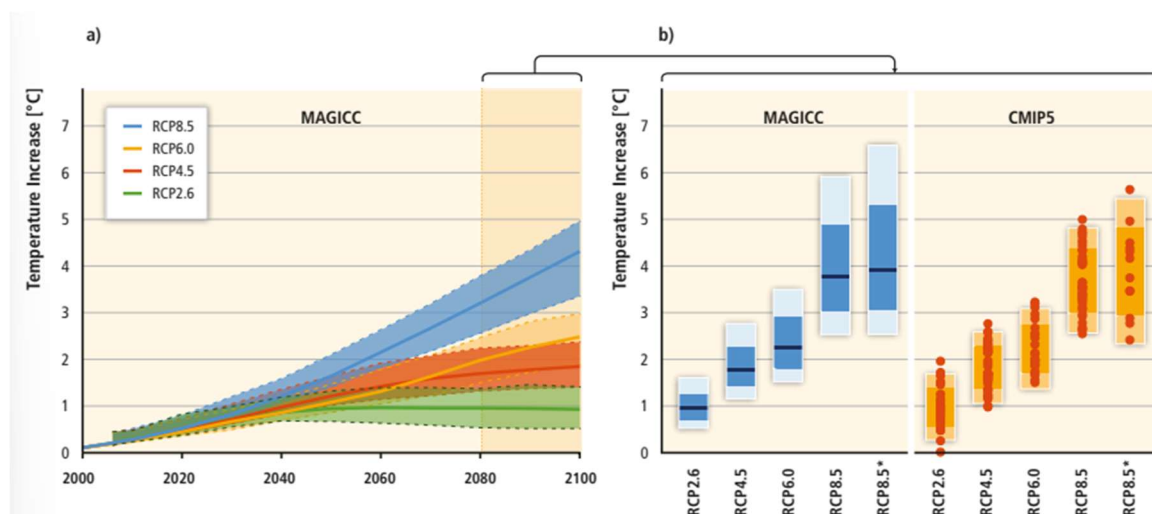 a)
b)
Temperature Increase [°C]
7
6
5
4
3
2
1
0
MAGICC
RCP8.5
RCP6.0
RCP4.5
RCP2.6
2000
2020
2040
2060
2080
2100
Temperature Increase [°C]
7
6
5
4
3
2
1
0
MAGICC
CMIP5
RCP2.6
RCP4.5
RCP6.0
RCP8.5
RCP8.5*
RCP2.6
RCP4.5
RCP6.0
RCP8.5
RCP8.5*